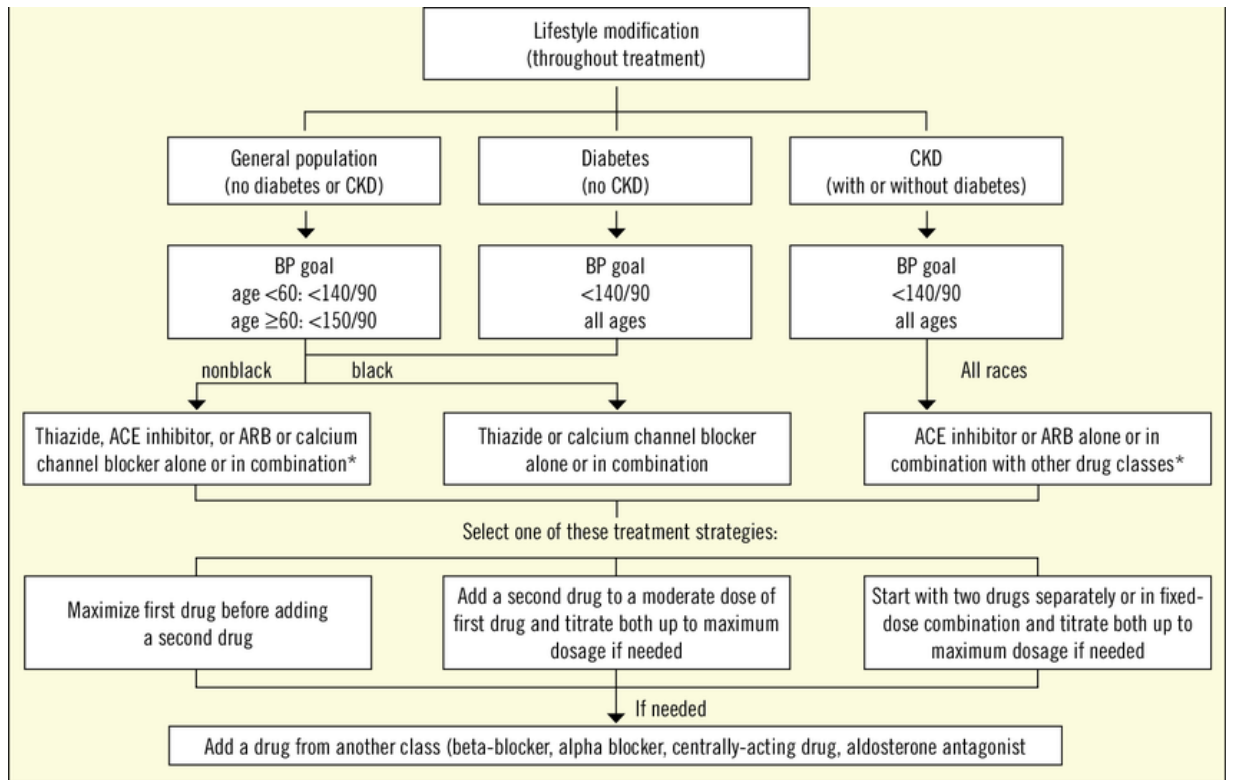 Lifestyle modification
(throughout treatment)
General population
(no diabetes or CKD)
Diabetes
(no CKD)
CKD
(with or without diabetes)
BP goal
age <60: <140/90
age ≥60: <150/90
BP goal
<140/90
all ages
BP goal
<140/90
all ages
nonblack
black
All races
Thiazide, ACE inhibitor, or ARB or calcium
channel blocker alone or in combination*
Thiazide or calcium channel blocker
alone or in combination
ACE inhibitor or ARB alone or in
combination with other drug classes*
Select one of these treatment strategies:
Maximize first drug before adding
a second drug
Add a second drug to a moderate dose of
first drug and titrate both up to maximum
dosage if needed
Start with two drugs separately or in fixed-
dose combination and titrate both up to
maximum dosage if needed
If needed
Add a drug from another class (beta-blocker, alpha blocker, centrally-acting drug, aldosterone antagonist